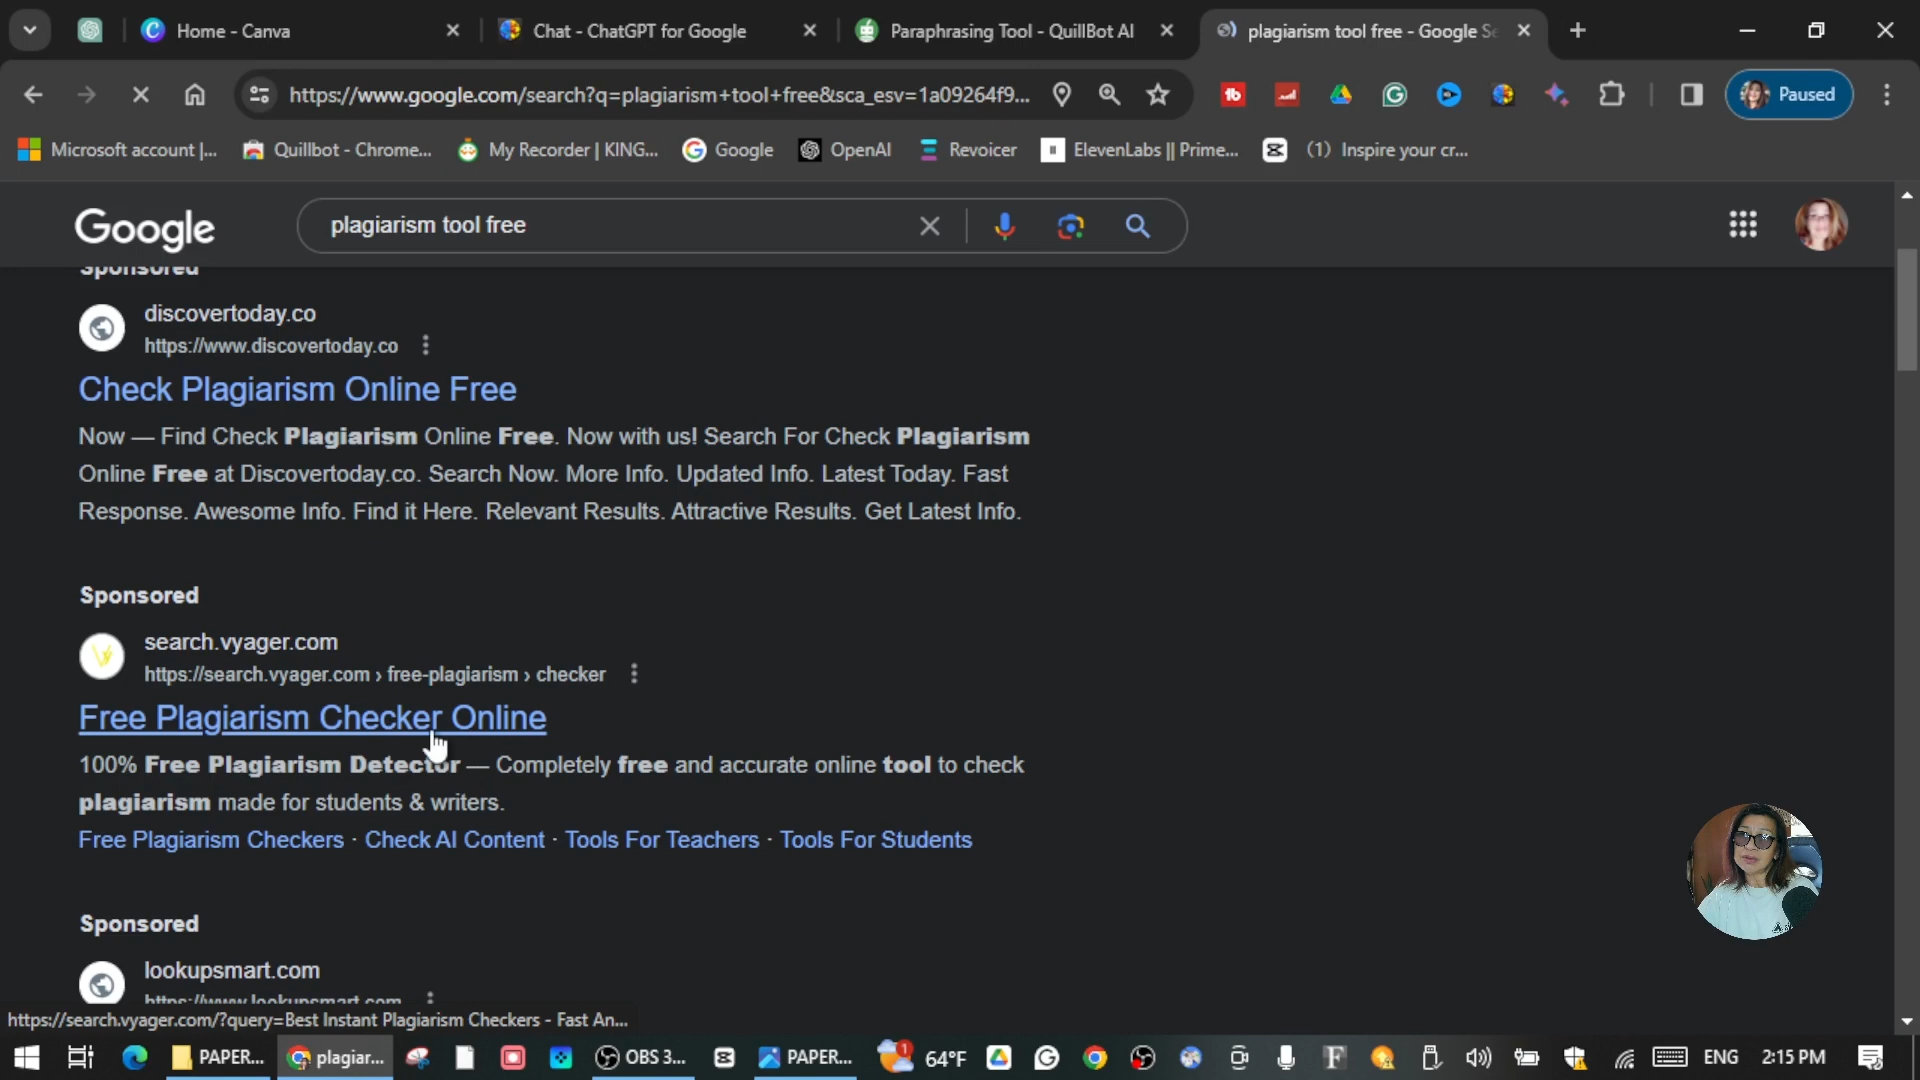 Home - Canva
Chat - ChatGPT for Google
Paraphrasing Tool - QuillBot AI
plagiarism tool free - Google Se
https://www.google.com/search?q=plagiarism+tool+free&sca_esv=1a09264f9...
Paused
Microsoft account |...
Quillbot - Chrome...
My Recorder | KING...
Google
OpenAI
Revoicer
ElevenLabs || Prime...
(1) Inspire your cr...
Google
plagiarism tool free
Sponsored
discovertoday.co
https://www.discovertoday.co
Check Plagiarism Online Free
Now — Find Check Plagiarism Online Free. Now with us! Search For Check Plagiarism
Online Free at Discovertoday.co. Search Now. More Info. Updated Info. Latest Today. Fast
Response. Awesome Info. Find it Here. Relevant Results. Attractive Results. Get Latest Info.
Sponsored
search.vyager.com
https://search.vyager.com › free-plagiarism › checker
Free Plagiarism Checker Online
100% Free Plagiarism Detector — Completely free and accurate online tool to check
plagiarism made for students & writers.
Free Plagiarism Checkers · Check AI Content · Tools For Teachers · Tools For Students
Sponsored
lookupsmart.com
https://www.lookupsmart.com
https://search.vyager.com/?query=Best Instant Plagiarism Checkers - Fast An...
PAPER...
plagiar...
OBS 3...
PAPER...
1
64°F
ENG
2:15 PM